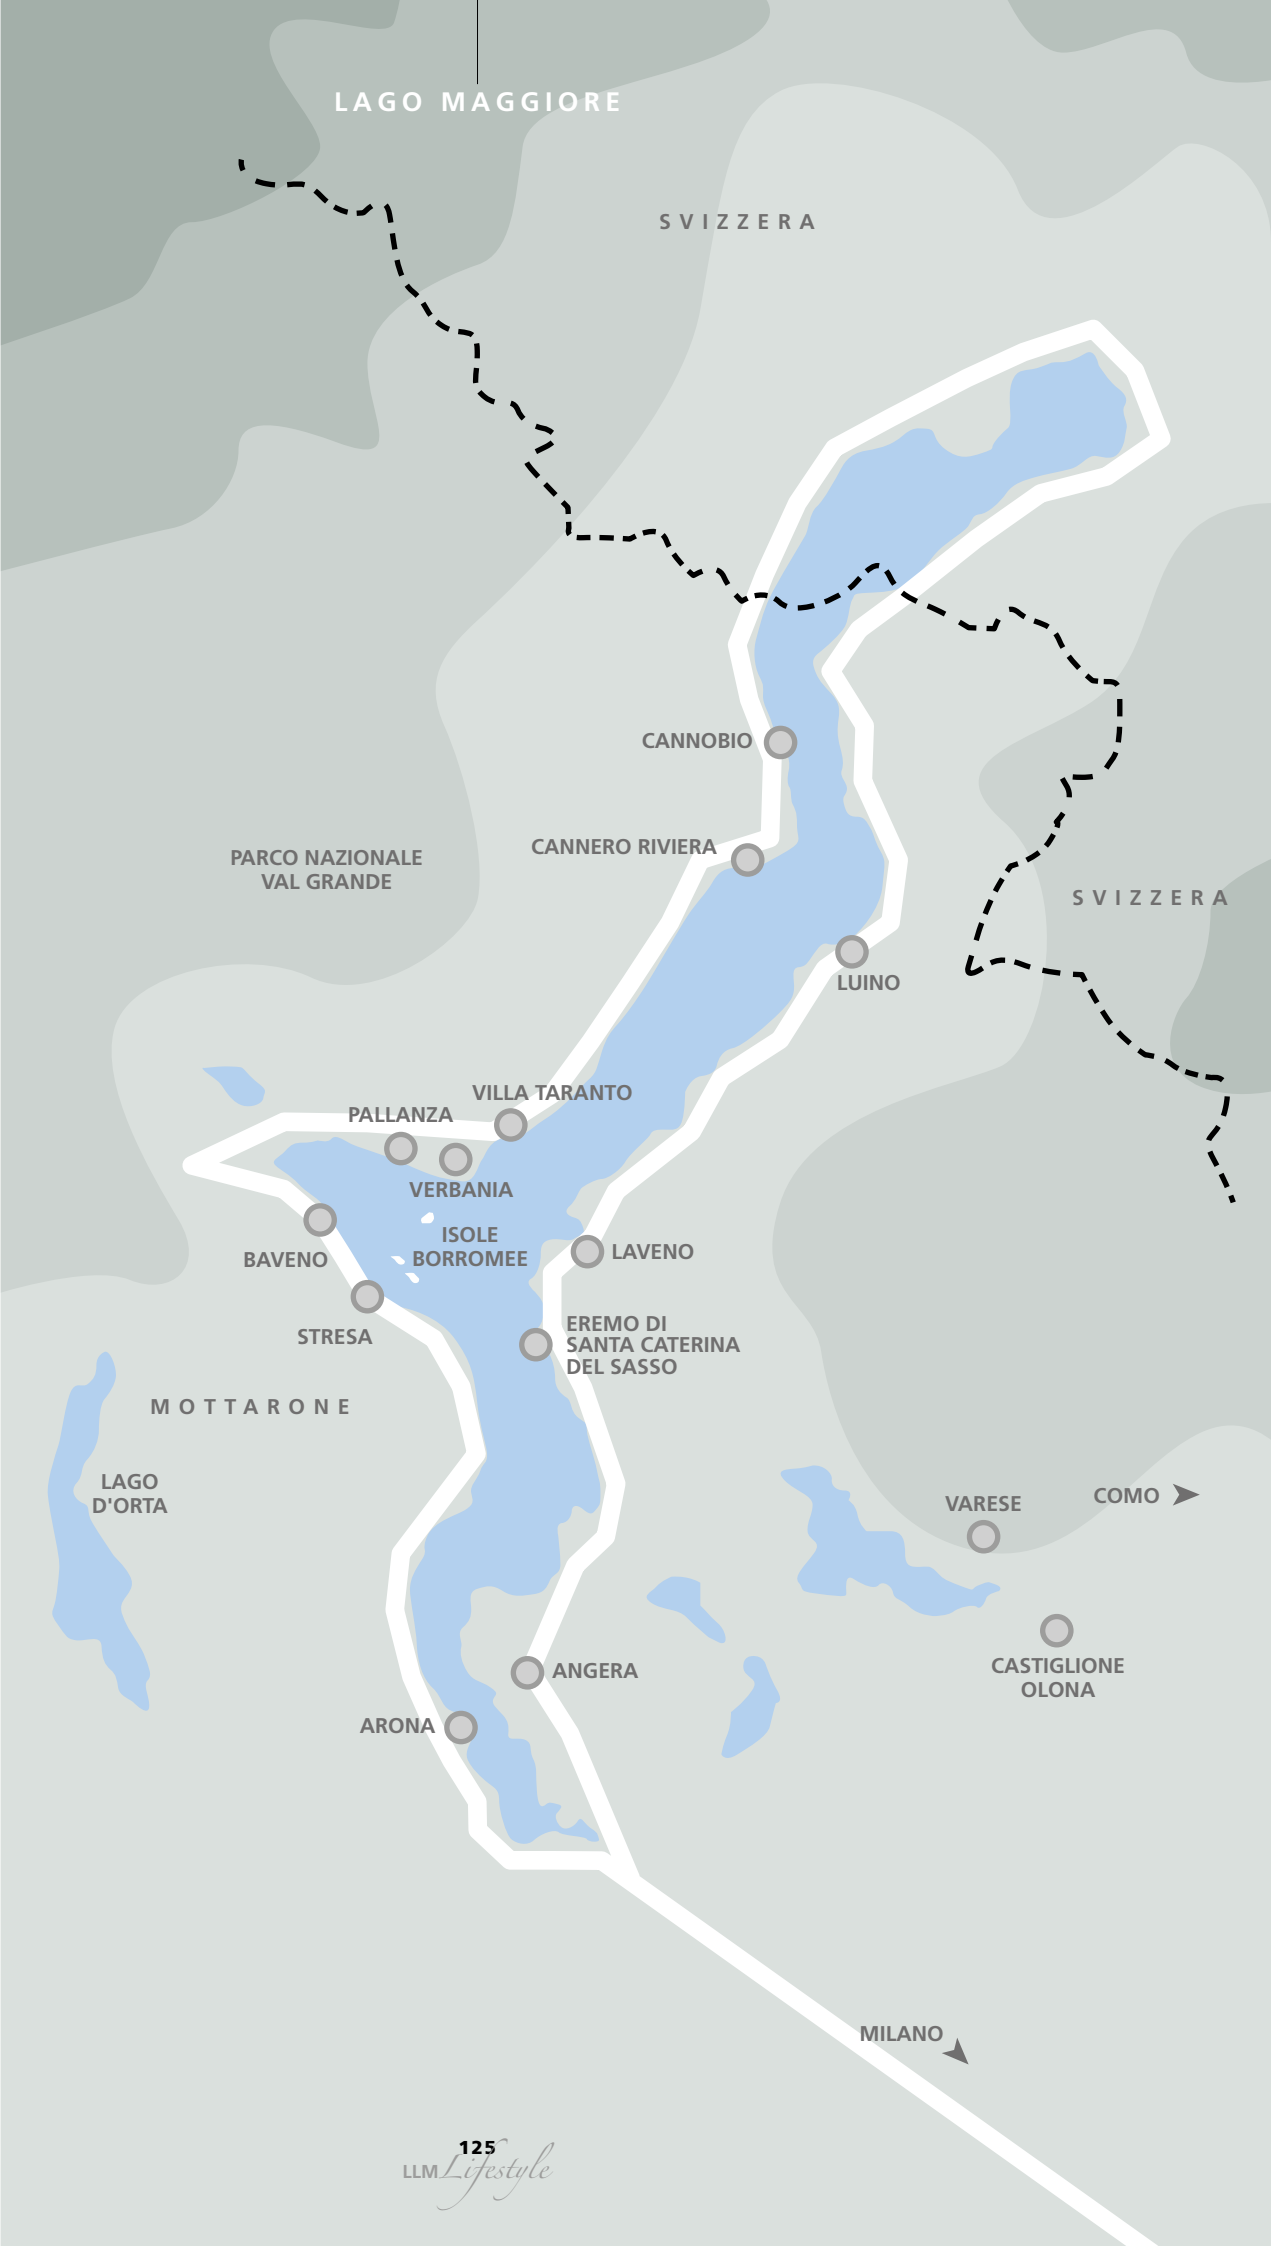 LAGO MAGGIORE
SVIZZERA
CANNOBIO
CANNERO RIVIERA
PARCO NAZIONALE
VAL GRANDE
SVIZZERA
LUINO
VILLA TARANTO
PALLANZA
VERBANIA
ISOLE
BORROMEE
BAVENO
LAVENO
STRESA
EREMO DI
SANTA CATERINA
DEL SASSO
MOTTARONE
LAGO
D'ORTA
VARESE
COMO
CASTIGLIONE
OLONA
ANGERA
ARONA
MILANO
125
LLM Lifestyle